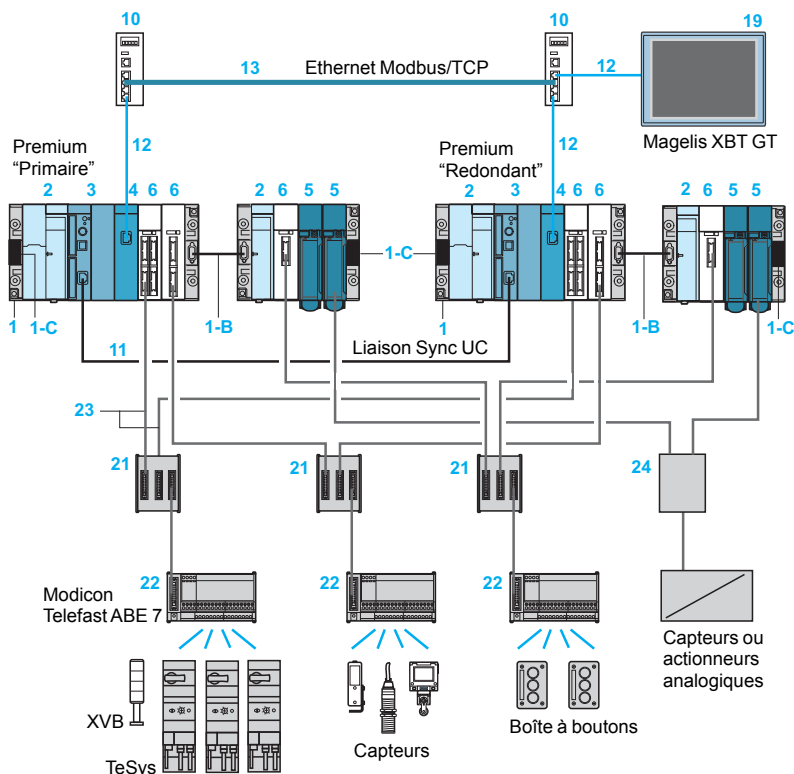 10
10
19
13
Ethernet Modbus/TCP
12
Magelis XBT GT
12
12
Premium
"Primaire"
Premium
"Redondant"
2 3 4 6 6
2 6 5 5
2 3 4 6 6
2 6 5 5
1-C
1
1-C
1-B
1
1-B
1-C
11
Liaison Sync UC
23
21
21
21
24
22
22
22
Modicon
Telefast ABE 7
Capteurs ou
actionneurs
analogiques
XVB
TeSys
Capteurs
Boîte à boutons